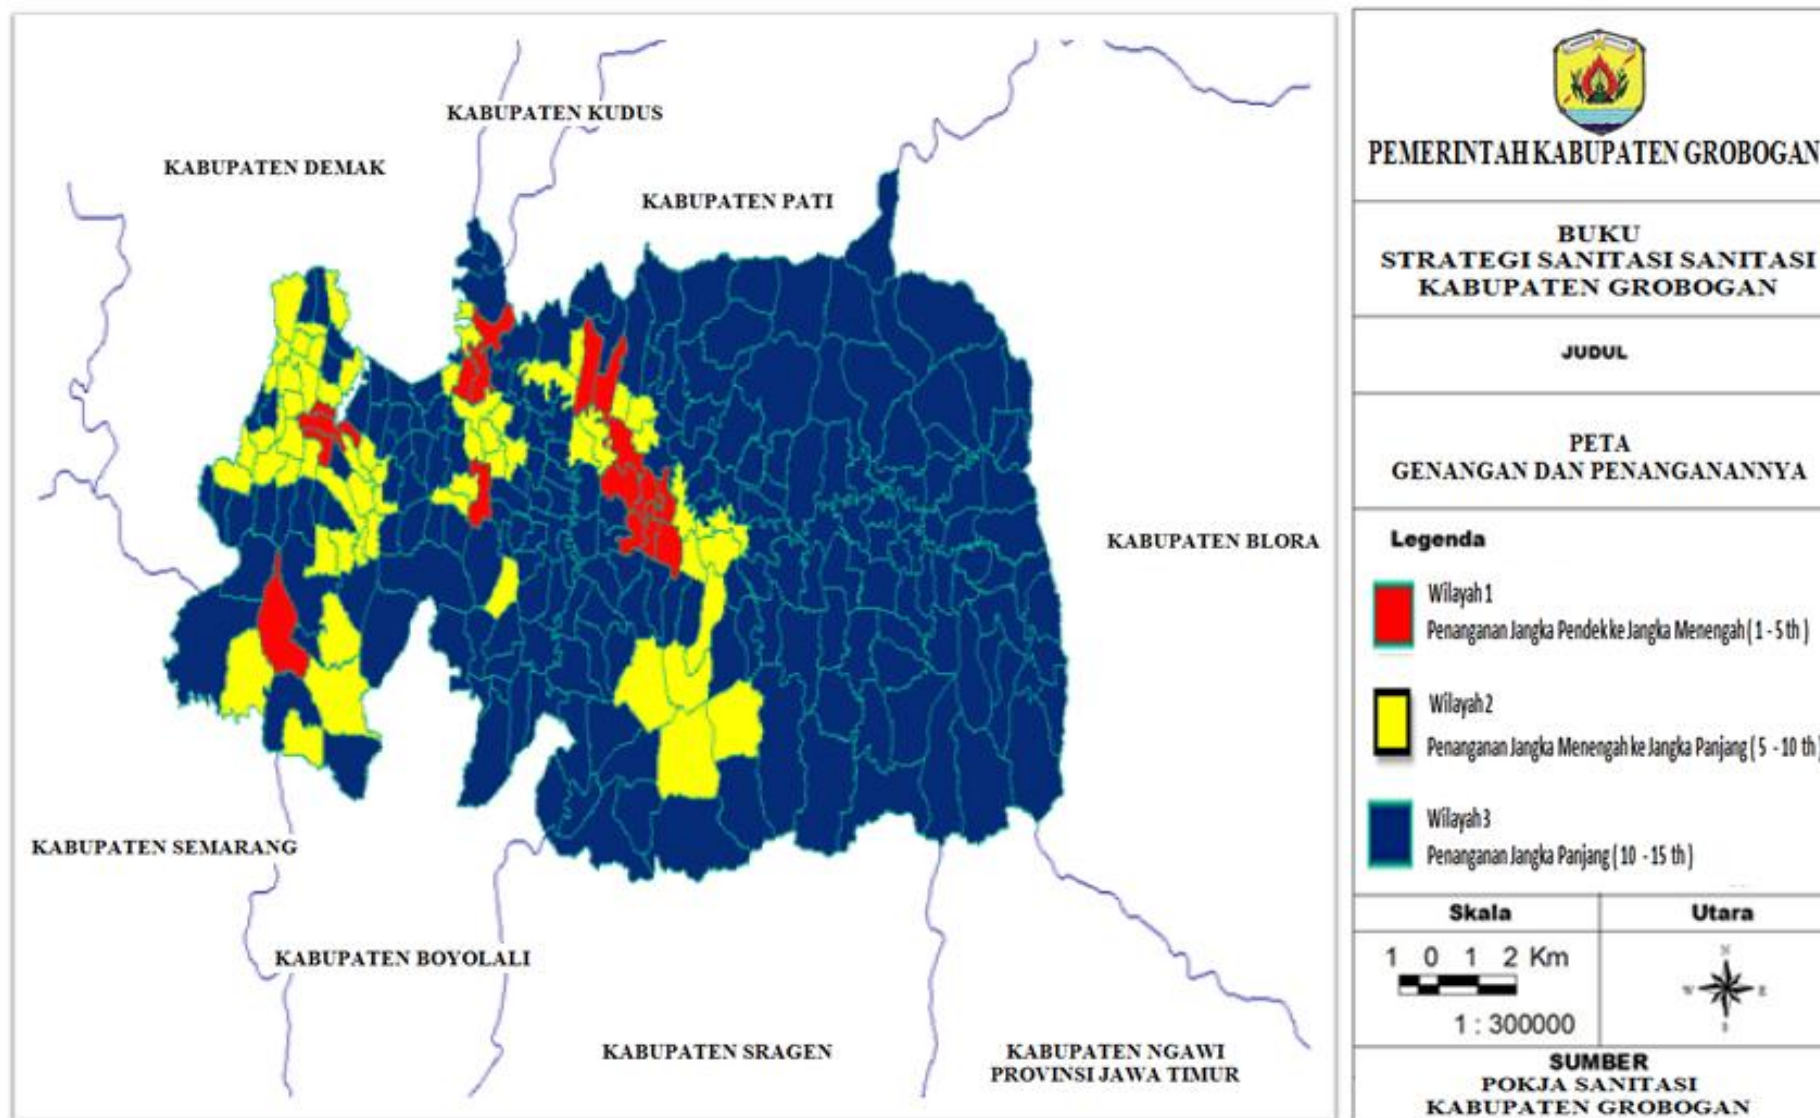 KABUPATEN KUDUS
KABUPATEN DEMAK
KABUPATEN PATI
KABUPATEN BLORA
KABUPATEN SEMARANG
KABUPATEN BOYOLALI
KABUPATEN SRAGEN
KABUPATEN NGAWI
PROVINSI JAWA TIMUR
PEMERINTAH KABUPATEN GROBOGAN
BUKU
STRATEGI SANITASI SANITASI
KABUPATEN GROBOGAN
JUDUL
PETA
GENANGAN DAN PENANGANANNYA
Legenda
Wilayah 1
Penanganan Jangka Pendek ke Jangka Menengah ( 1 - 5 th )
Wilayah 2
Penanganan Jangka Menengah ke Jangka Panjang ( 5 - 10 th )
Wilayah 3
Penanganan Jangka Panjang ( 10 - 15 th )
Skala
Utara
1 0 1 2 Km
1 : 300000
N
W E
S
SUMBER
POKJA SANITASI
KABUPATEN GROBOGAN